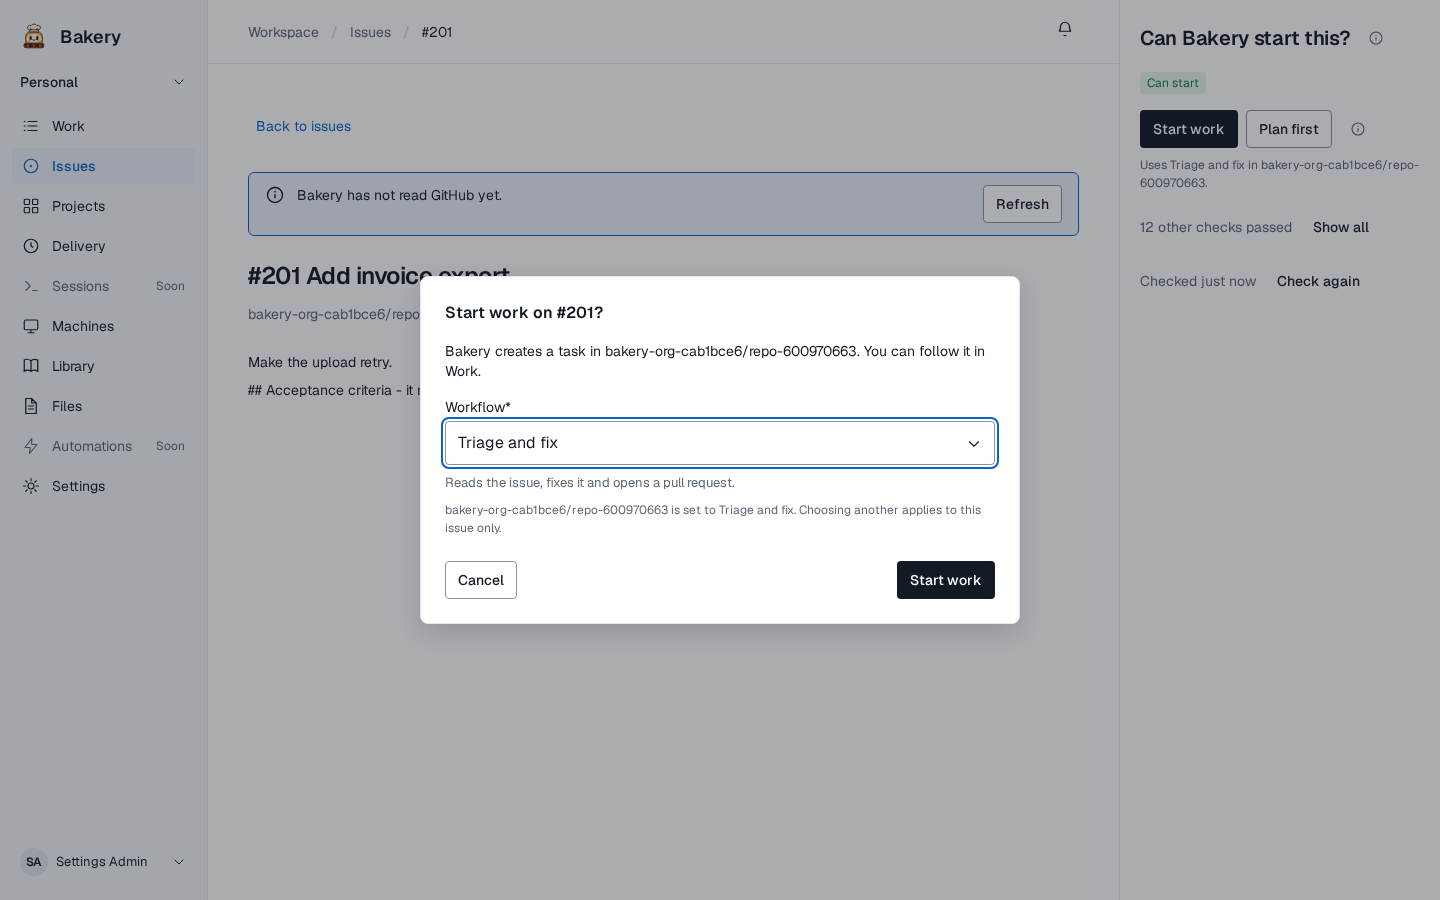 Bakery
Personal
Work
Issues
Projects
Delivery
Sessions Soon
Machines
Library
Files
Automations Soon
Settings
SA Settings Admin
Workspace / Issues / #201
Back to issues
Bakery has not read GitHub yet.
Refresh
#201 Add invoice export
bakery-org-cab1bce6/repo
Make the upload retry.
## Acceptance criteria - it
Start work on #201?
Bakery creates a task in bakery-org-cab1bce6/repo-600970663. You can follow it in
Work.
Workflow*
Triage and fix
Reads the issue, fixes it and opens a pull request.
bakery-org-cab1bce6/repo-600970663 is set to Triage and fix. Choosing another applies to this
issue only.
Cancel
Start work
Can Bakery start this?
Can start
Start work
Plan first
Uses Triage and fix in bakery-org-cab1bce6/repo-
600970663.
12 other checks passed Show all
Checked just now Check again